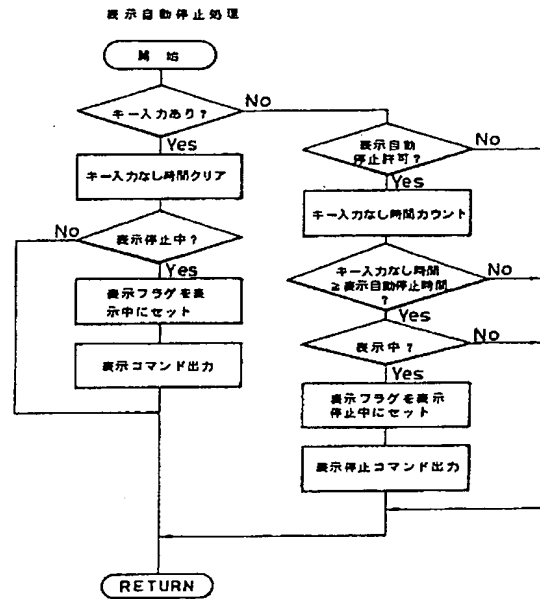 表示自動停止処理
開始
キー入力あり?
No
Yes
キー入力なし時間クリア
No
表示停止中?
Yes
表示フラグを表
示中にセット
表示コマンド出力
表示自動
停止許可?
No
Yes
キー入力なし時間カウント
キー入力なし時間
≧表示自動停止時間
?
No
Yes
表示中?
No
Yes
表示フラグを表示
停止中にセット
表示停止コマンド出力
RETURN